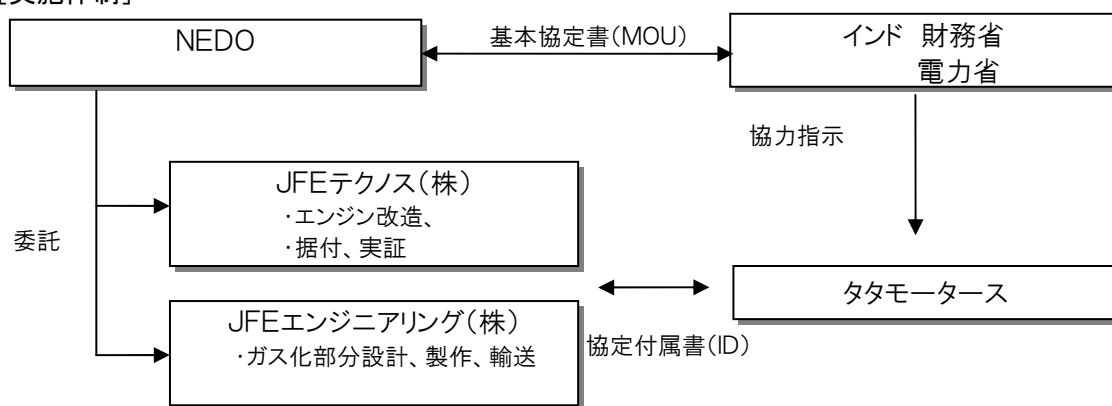 [実施体制]
NEDO
基本協定書(MOU)
インド 財務省
電力省
協力指示
JFEテクノス(株)
・エンジン改造、
・据付、実証
委託
タタモータース
JFEエンジニアリング(株)
・ガス化部分設計、製作、輸送
協定付属書(ID)